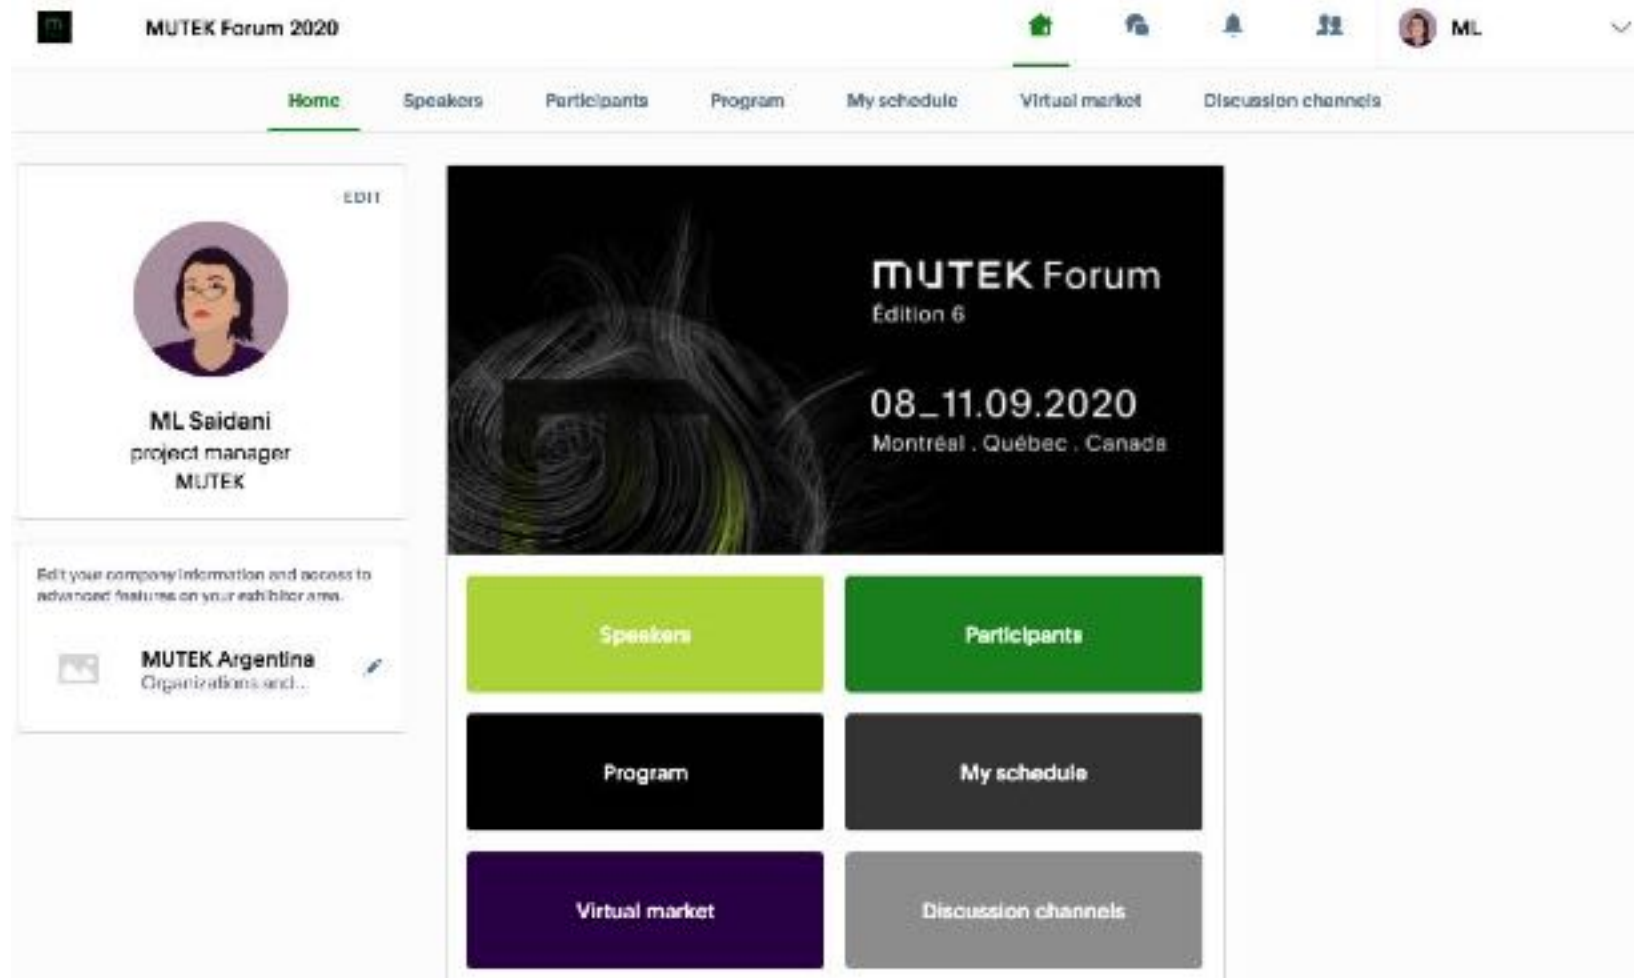 MUTEK Forum 2020
ML
Home Speakers Participants Program My schedule Virtual market Discussion channels
EDIT
ML Saidani
project manager
MUTEK
Edit your company information and access to
advanced features on your exhibitor area.
MUTEK Argentina
Organizations and...
MUTEK Forum
Édition 6
08_11.09.2020
Montréal . Québec . Canada
Speakers
Participants
Program
My schedule
Virtual market
Discussion channels